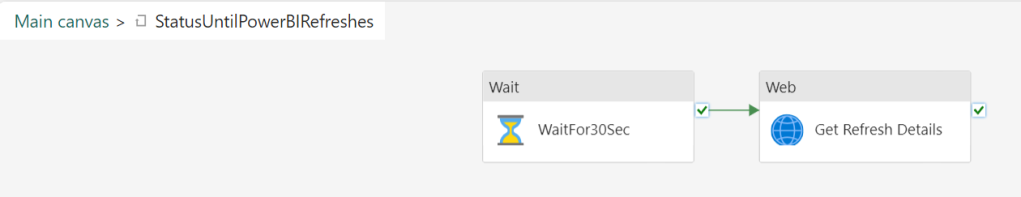 Main canvas > StatusUntilPowerBIRefreshes
Wait
WaitFor30Sec
Web
Get Refresh Details